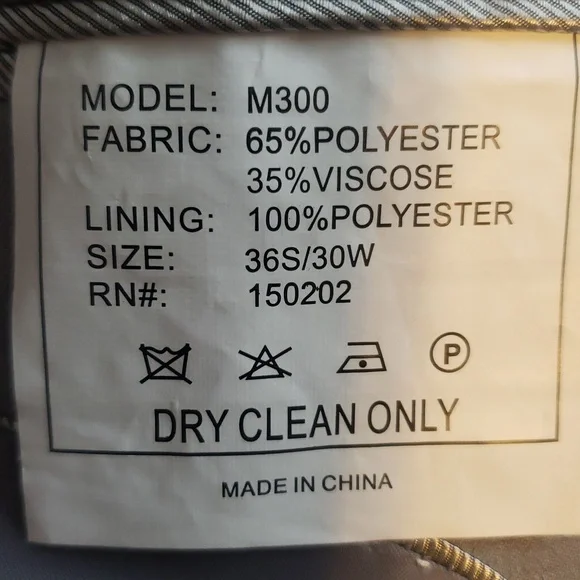 MODEL: M300
FABRIC: 65%POLYESTER
35%VISCOSE
LINING: 100%POLYESTER
SIZE: 36S/30W
RN#: 150202
P
DRY CLEAN ONLY
MADE IN CHINA